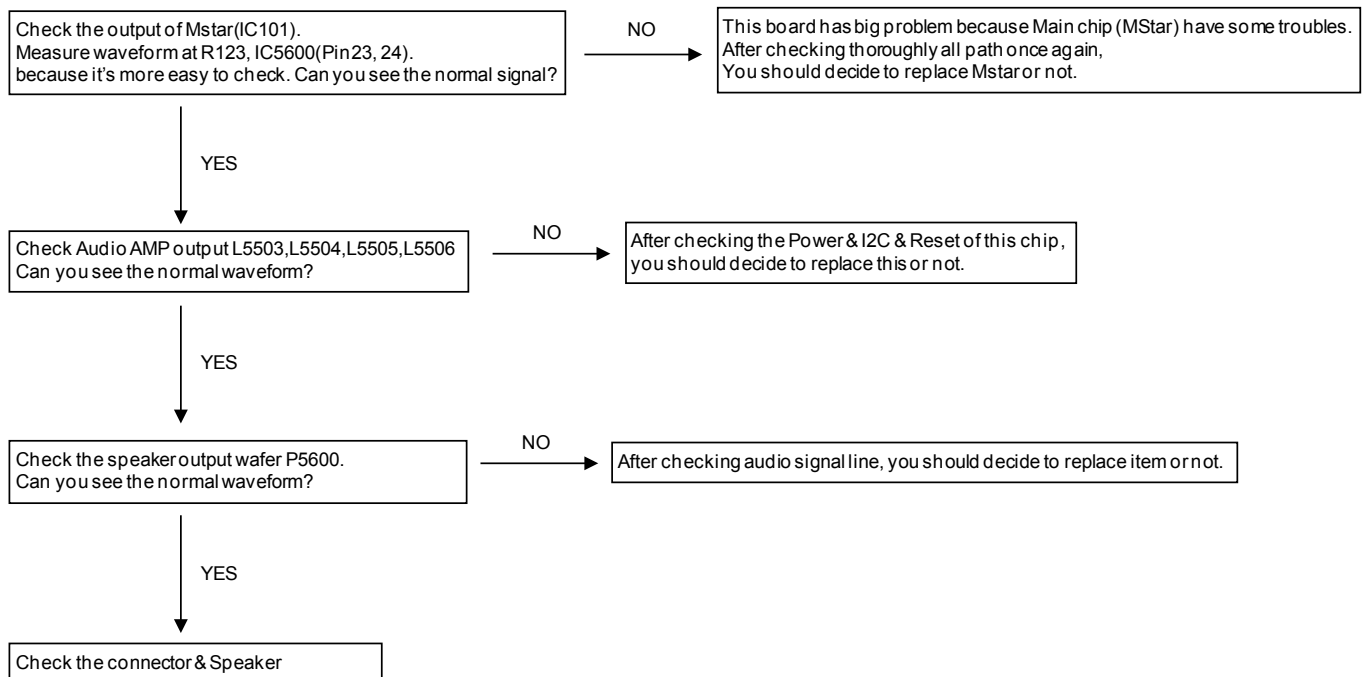 Check the output of Mstar(IC101).
Measure waveform at R123, IC5600(Pin23, 24).
because it's more easy to check. Can you see the normal signal?
NO
This board has big problem because Main chip (MStar) have some troubles.
After checking thoroughly all path once again,
You should decide to replace Mstar or not.
YES
Check Audio AMP output L5503,L5504,L5505,L5506
Can you see the normal waveform?
NO
After checking the Power & I2C & Reset of this chip,
you should decide to replace this or not.
YES
Check the speaker output wafer P5600.
Can you see the normal waveform?
NO
After checking audio signal line, you should decide to replace item or not.
YES
Check the connector & Speaker